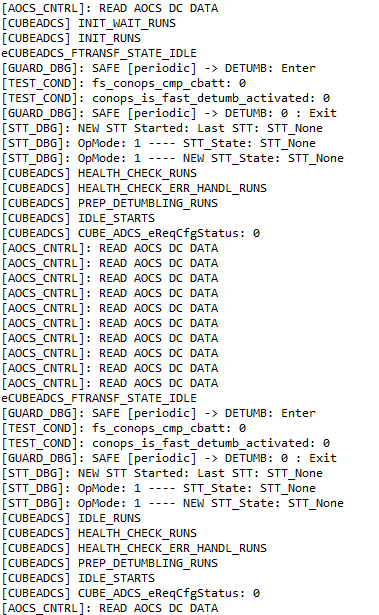 [AOCS_CNTRL]: READ AOCS DC DATA
[CUBEADCS] INIT_WAIT_RUNS
[CUBEADCS] INIT_RUNS
eCUBEADCS_FTRANSF_STATE_IDLE
[GUARD_DBG]: SAFE [periodic] -> DETUMB: Enter
[TEST_COND]: fs_conops_cmp_cbatt: 0
[TEST_COND]: conops_is_fast_detumb_activated: 0
[GUARD_DBG]: SAFE [periodic] -> DETUMB: 0 : Exit
[STT_DBG]: NEW STT Started: Last STT: STT_None
[STT_DBG]: OpMode: 1 ---- STT_State: STT_None
[STT_DBG]: OpMode: 1 ---- NEW STT_State: STT_None
[CUBEADCS] HEALTH_CHECK_RUNS
[CUBEADCS] HEALTH_CHECK_ERR_HANDL_RUNS
[CUBEADCS] PREP_DETUMBLING_RUNS
[CUBEADCS] IDLE_STARTS
[CUBEADCS] CUBE_ADCS_eReqCfgStatus: 0
[AOCS_CNTRL]: READ AOCS DC DATA
[AOCS_CNTRL]: READ AOCS DC DATA
[AOCS_CNTRL]: READ AOCS DC DATA
[AOCS_CNTRL]: READ AOCS DC DATA
[AOCS_CNTRL]: READ AOCS DC DATA
[AOCS_CNTRL]: READ AOCS DC DATA
[AOCS_CNTRL]: READ AOCS DC DATA
[AOCS_CNTRL]: READ AOCS DC DATA
[AOCS_CNTRL]: READ AOCS DC DATA
[AOCS_CNTRL]: READ AOCS DC DATA
eCUBEADCS_FTRANSF_STATE_IDLE
[GUARD_DBG]: SAFE [periodic] -> DETUMB: Enter
[TEST_COND]: fs_conops_cmp_cbatt: 0
[TEST_COND]: conops_is_fast_detumb_activated: 0
[GUARD_DBG]: SAFE [periodic] -> DETUMB: 0 : Exit
[STT_DBG]: NEW STT Started: Last STT: STT_None
[STT_DBG]: OpMode: 1 ---- STT_State: STT_None
[STT_DBG]: OpMode: 1 ---- NEW STT_State: STT_None
[CUBEADCS] IDLE_RUNS
[CUBEADCS] HEALTH_CHECK_RUNS
[CUBEADCS] HEALTH_CHECK_ERR_HANDL_RUNS
[CUBEADCS] PREP_DETUMBLING_RUNS
[CUBEADCS] IDLE_STARTS
[CUBEADCS] CUBE_ADCS_eReqCfgStatus: 0
[AOCS_CNTRL]: READ AOCS DC DATA